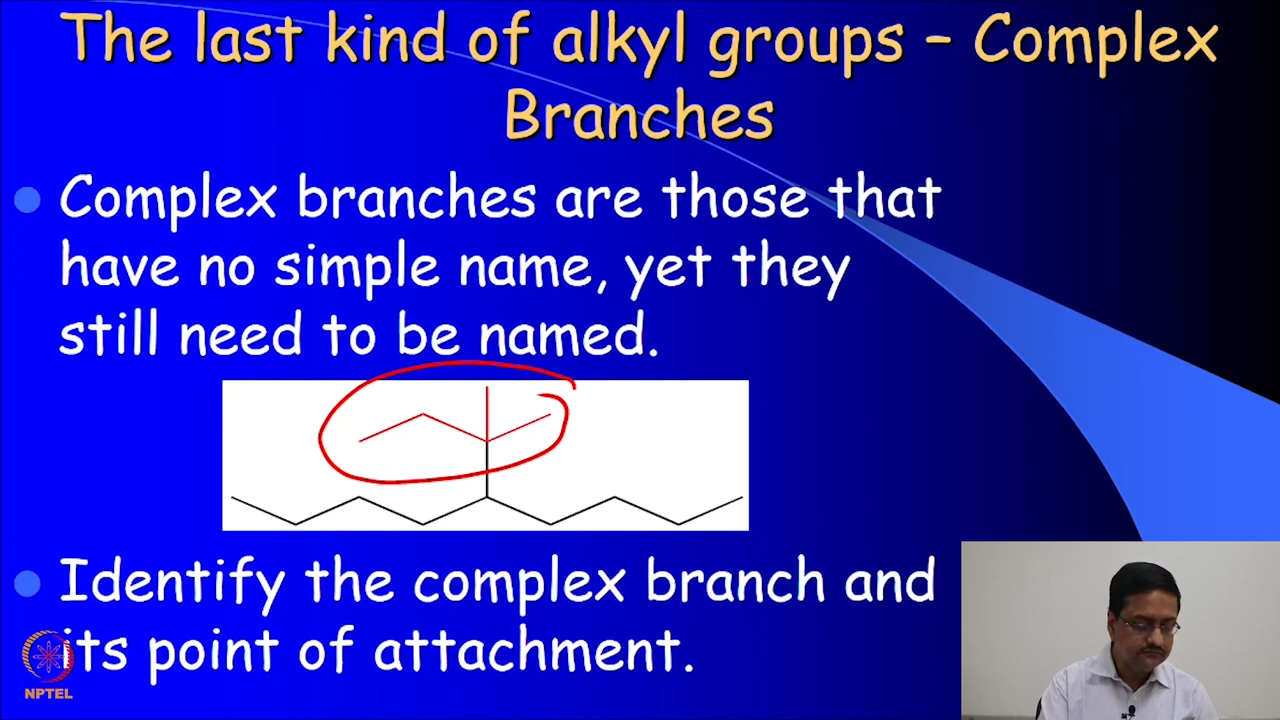 The last kind of alkyl groups – Complex
Branches
Complex branches are those that
have no simple name, yet they
still need to be named.
Identify the complex branch and
its point of attachment.
NPTEL